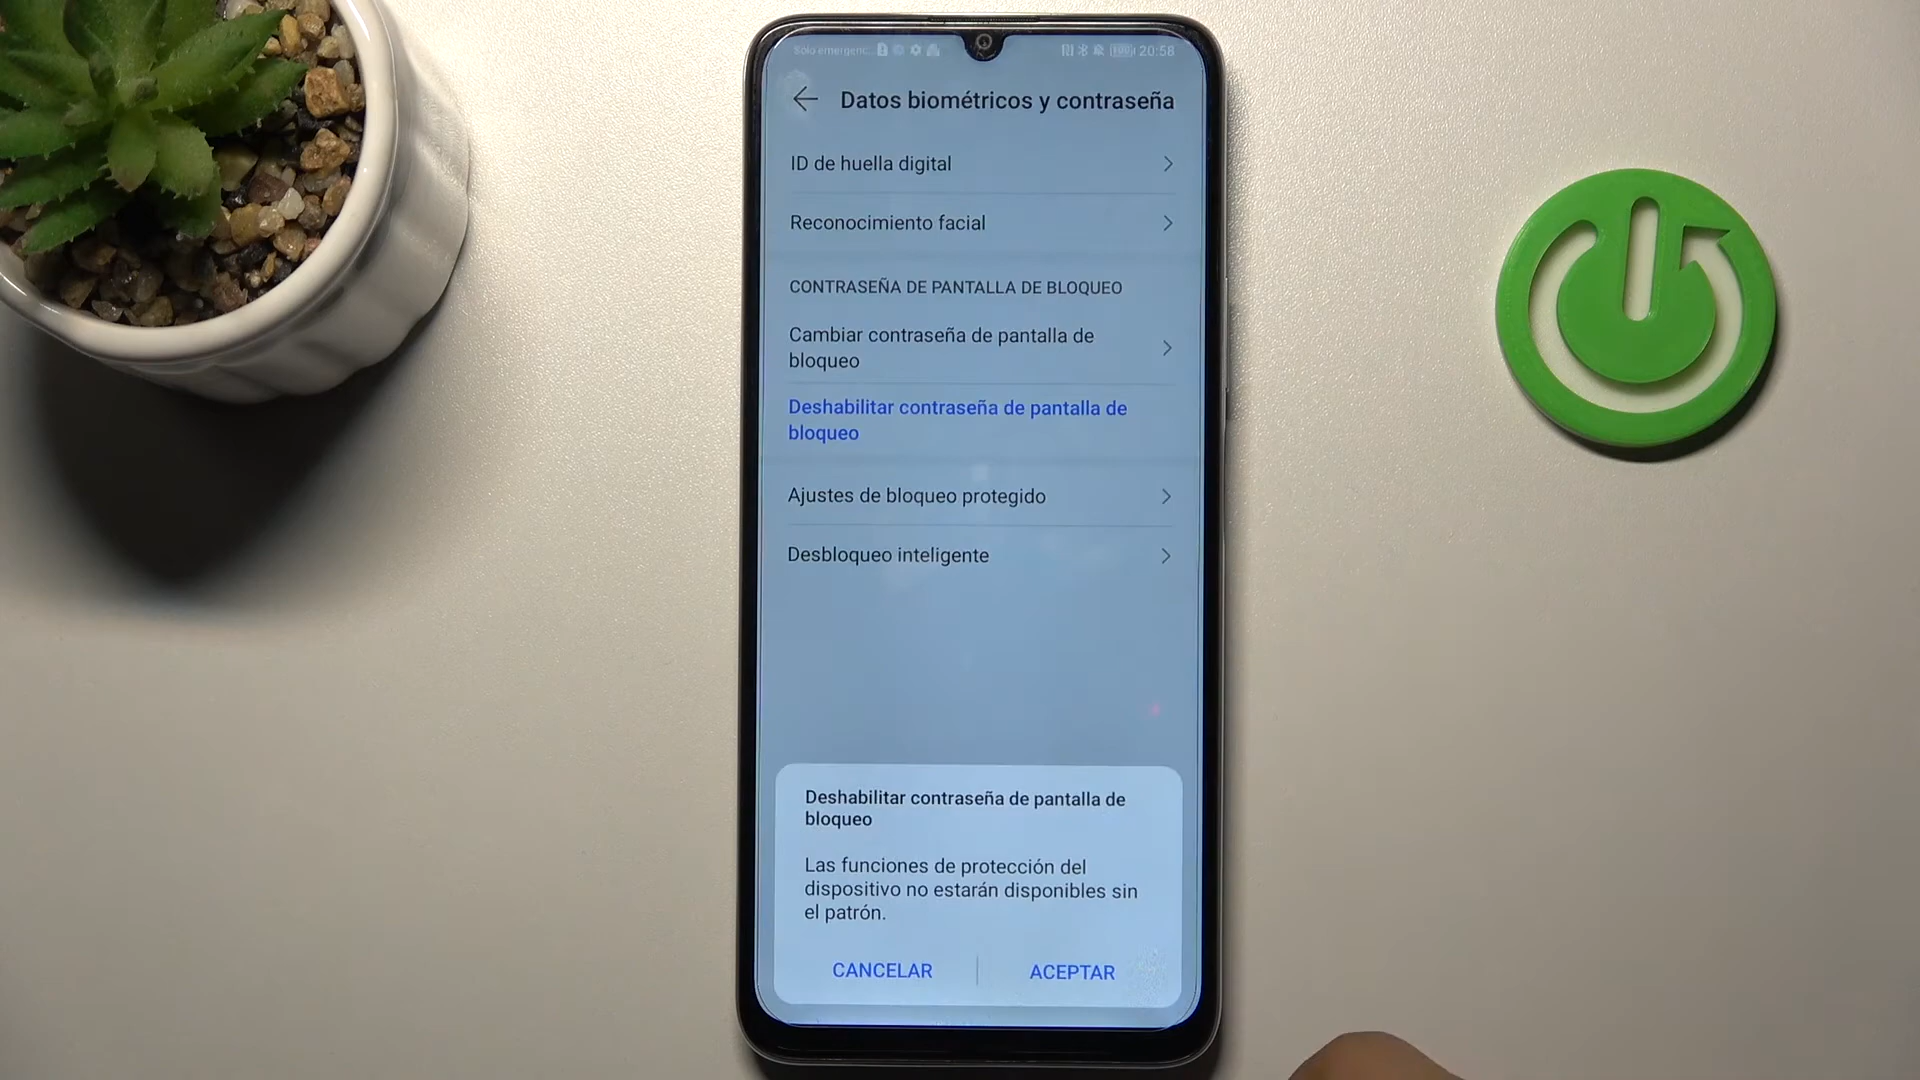 Solo emergenc... 20:58
Datos biométricos y contraseña
ID de huella digital
Reconocimiento facial
CONTRASEÑA DE PANTALLA DE BLOQUEO
Cambiar contraseña de pantalla de
bloqueo
Deshabilitar contraseña de pantalla de
bloqueo
Ajustes de bloqueo protegido
Desbloqueo inteligente
Deshabilitar contraseña de pantalla de
bloqueo
Las funciones de protección del
dispositivo no estarán disponibles sin
el patrón.
CANCELAR
ACEPTAR